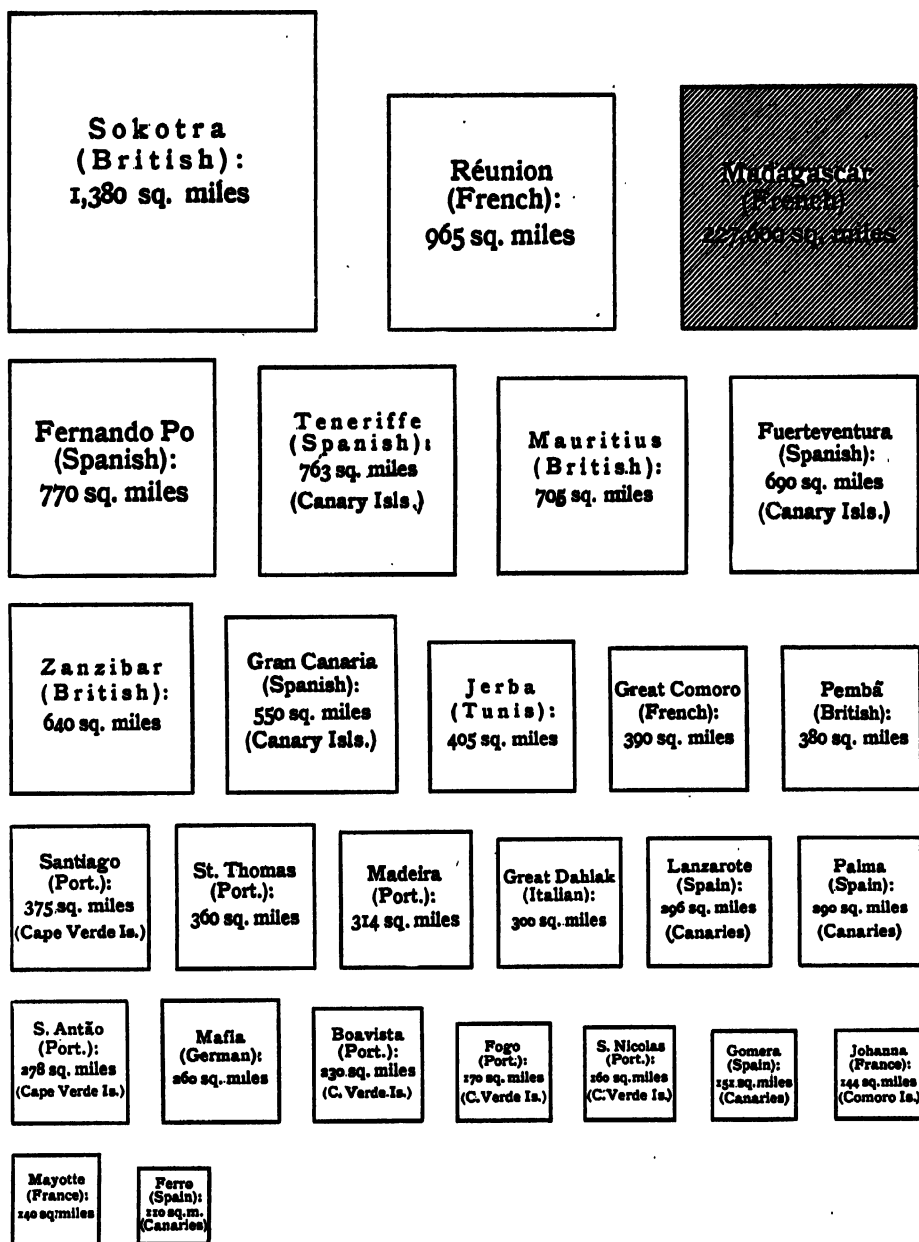 Sokotra
(British):
1,380 sq. miles
Réunion
(French):
965 sq. miles
Madagascar
(French)
227,600 sq. miles
Fernando Po
(Spanish):
770 sq. miles
Teneriffe
(Spanish):
763 sq. miles
(Canary Isls.)
Mauritius
(British):
705 sq. miles
Fuerteventura
(Spanish):
690 sq. miles
(Canary Isls.)
Zanzibar
(British):
640 sq. miles
Gran Canaria
(Spanish):
550 sq. miles
(Canary Isls.)
Jerba
(Tunis):
405 sq. miles
Great Comoro
(French):
390 sq. miles
Pembă
(British):
380 sq. miles
Santiago
(Port.):
375 sq. miles
(Cape Verde Is.)
St. Thomas
(Port.):
360 sq. miles
Madeira
(Port.):
314 sq. miles
Great Dahlak
(Italian):
300 sq. miles
Lanzarote
(Spain):
296 sq. miles
(Canaries)
Palma
(Spain):
290 sq. miles
(Canaries)
S. Antão
(Port.):
278 sq. miles
(Cape Verde Is.)
Mafia
(German):
260 sq. miles
Boavista
(Port.):
230 sq. miles
(C. Verde Is.)
Fogo
(Port.):
170 sq. miles
(C. Verde Is.)
S. Nicolas
(Port.):
160 sq. miles
(C. Verde Is.)
Gomera
(Spain):
151 sq. miles
(Canaries)
Johanna
(France):
144 sq. miles
(Comoro Is.)
Mayotte
(France):
140 sq. miles
Ferro
(Spain):
110 sq. m.
(Canaries)